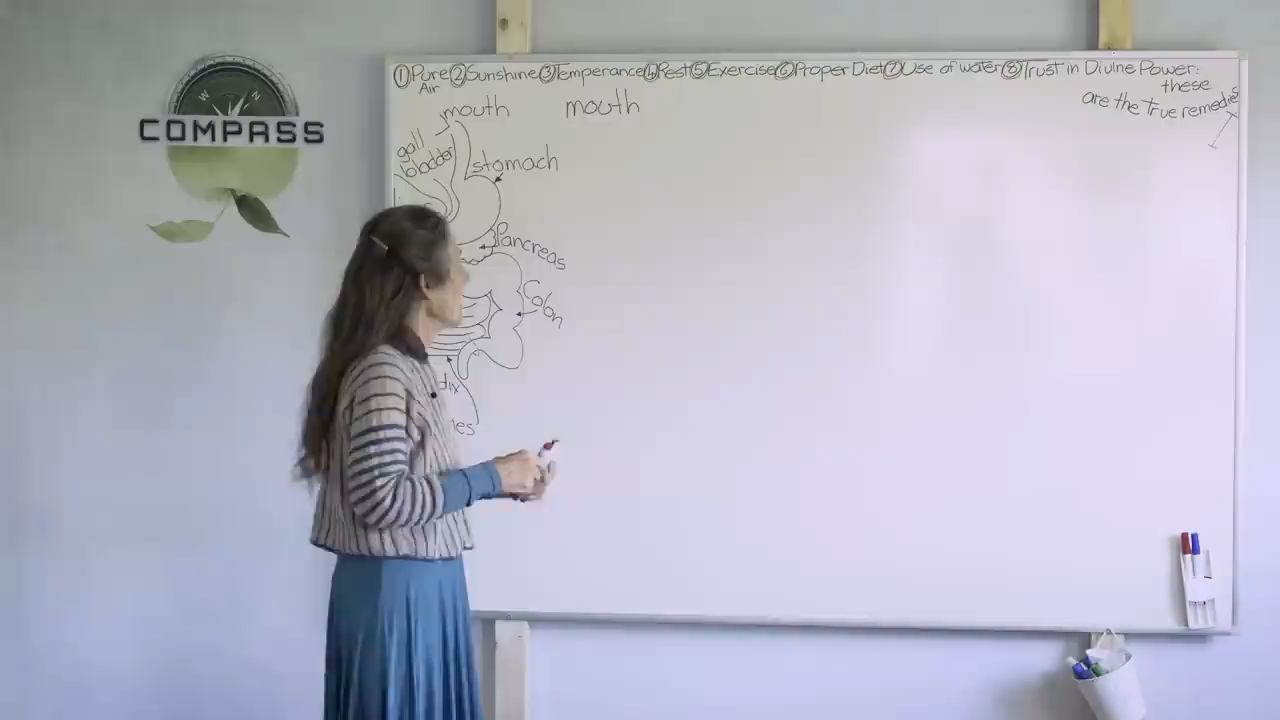 ①Pure ②Sunshine ③Temperance ④Rest ⑤Exercise ⑥Proper Diet ⑦Use of water ⑧Trust in Divine Power:
Air
these
are the True remedies
mouth mouth
gall
bladder
stomach
Pancreas
Colon
W N
COMPASS